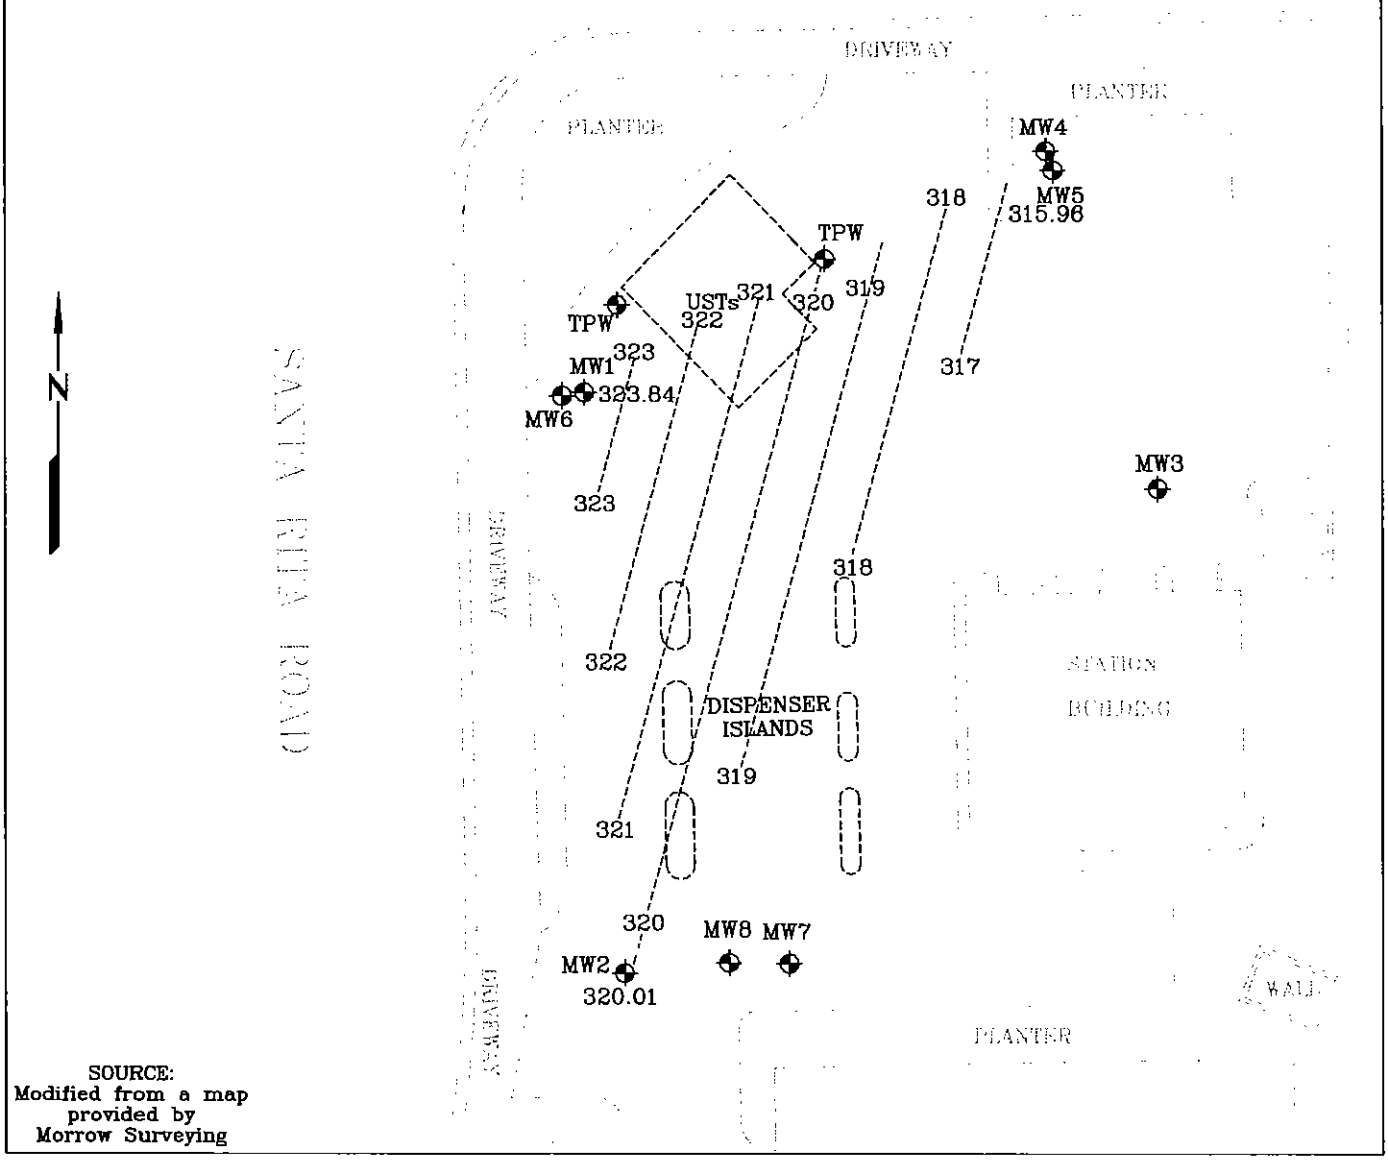 DRIVEWAY
PLANTER
PLANTER
MW4
MW5
315.96
318
TPW
319
321
USTs
320
322
TPW
323
MW1
323.84
MW6
317
N
SANTA RITA ROAD
MW3
323
DRIVEWAY
318
322
STATION
BUILDING
DISPENSER
ISLANDS
319
321
320
MW8
MW7
MW2
320.01
DRIVEWAY
WALL
PLANTER
SOURCE:
Modified from a map
provided by
Morrow Surveying